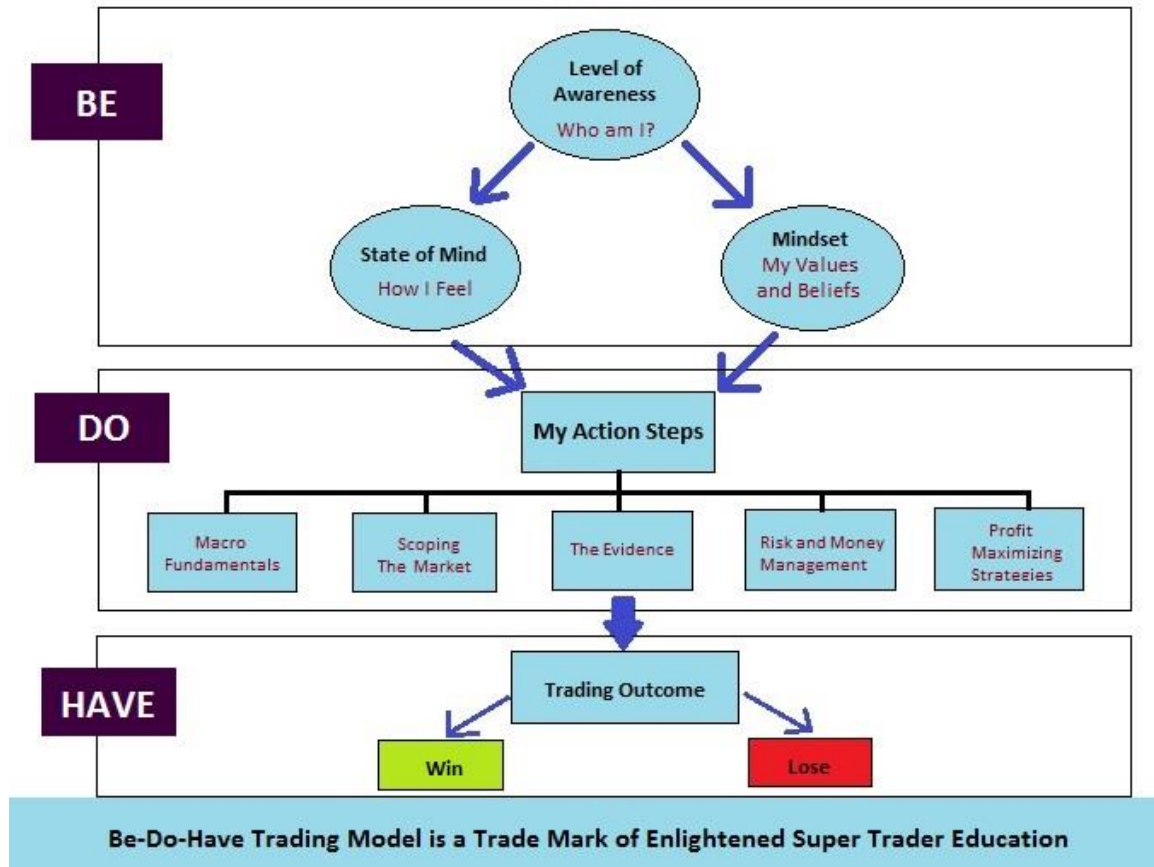 BE
Level of
Awareness
Who am I?
State of Mind
How I Feel
Mindset
My Values
and Beliefs
DO
My Action Steps
Macro
Fundamentals
Scoping
The Market
The Evidence
Risk and Money
Management
Profit
Maximizing
Strategies
HAVE
Trading Outcome
Win
Lose
Be-Do-Have Trading Model is a Trade Mark of Enlightened Super Trader Education